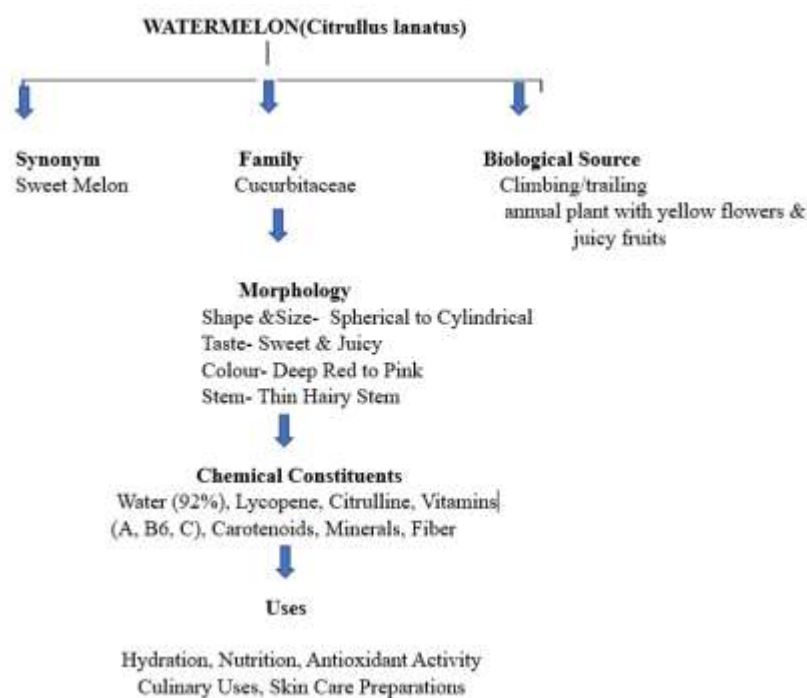 WATERMELON(Citrullus lanatus)
Synonym
Sweet Melon
Family
Cucurbitaceae
Biological Source
Climbing/trailing
annual plant with yellow flowers &
juicy fruits
Morphology
Shape &Size- Spherical to Cylindrical
Taste- Sweet & Juicy
Colour- Deep Red to Pink
Stem- Thin Hairy Stem
Chemical Constituents
Water (92%), Lycopene, Citrulline, Vitamins
(A, B6, C), Carotenoids, Minerals, Fiber
Uses
Hydration, Nutrition, Antioxidant Activity
Culinary Uses, Skin Care Preparations